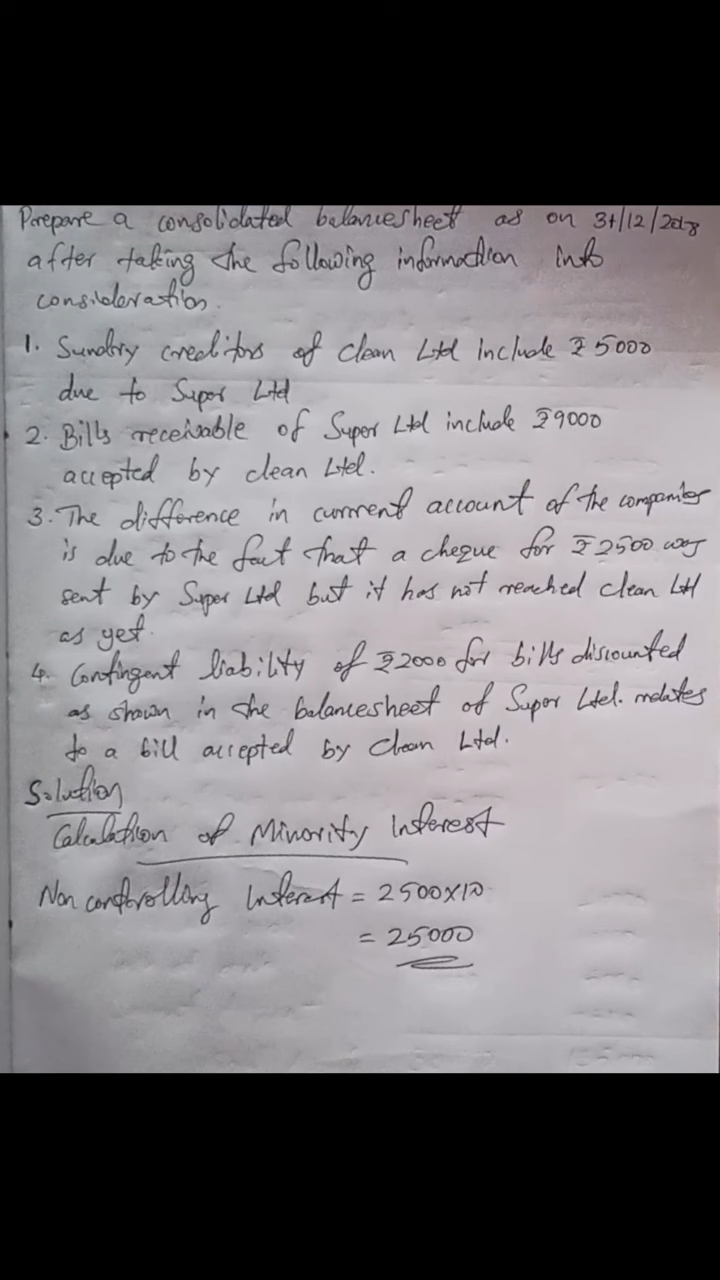 Prepare a consolidated balancesheet as on 31/12/2018
after taking the following information into
consideration.
1. Sundry creditors of clean Ltd include ₹5000
due to Super Ltd
2. Bills receivable of Super Ltd include ₹9000
accepted by clean Ltd.
3. The difference in current account of the companies
is due to the fact that a cheque for ₹2500 was
sent by Super Ltd but it has not reached clean Ltd
as yet.
4. Contingent liability of ₹2000 for bills discounted
as shown in the balancesheet of Super Ltd. relates
to a bill accepted by Clean Ltd.
Solution
Calculation of Minority Interest
Non controlling Interest = 2500×10
= 25000